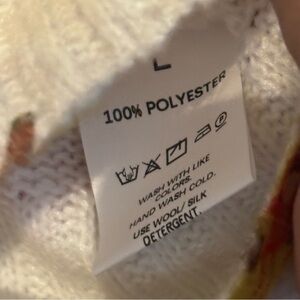 L
100% POLYESTER
WASH WITH LIKE
COLORS.
HAND WASH COLD.
USE WOOL/ SILK
DETERGENT.